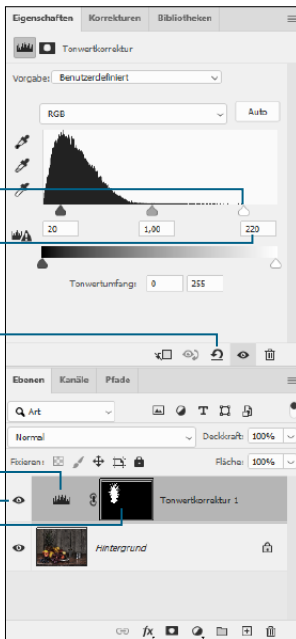 Eigenschaften Korrekturen Bibliotheken
Tonwertkorrektur
Vorgabe: Benutzerdefiniert
RGB Auto
20 1,00 220
Tonwertumfang: 0 255
Ebenen Kanäle Pfade
Art T
Normal Deckkraft: 100%
Fixieren: Fläche: 100%
Tonwertkorrektur 1
Hintergrund
fx